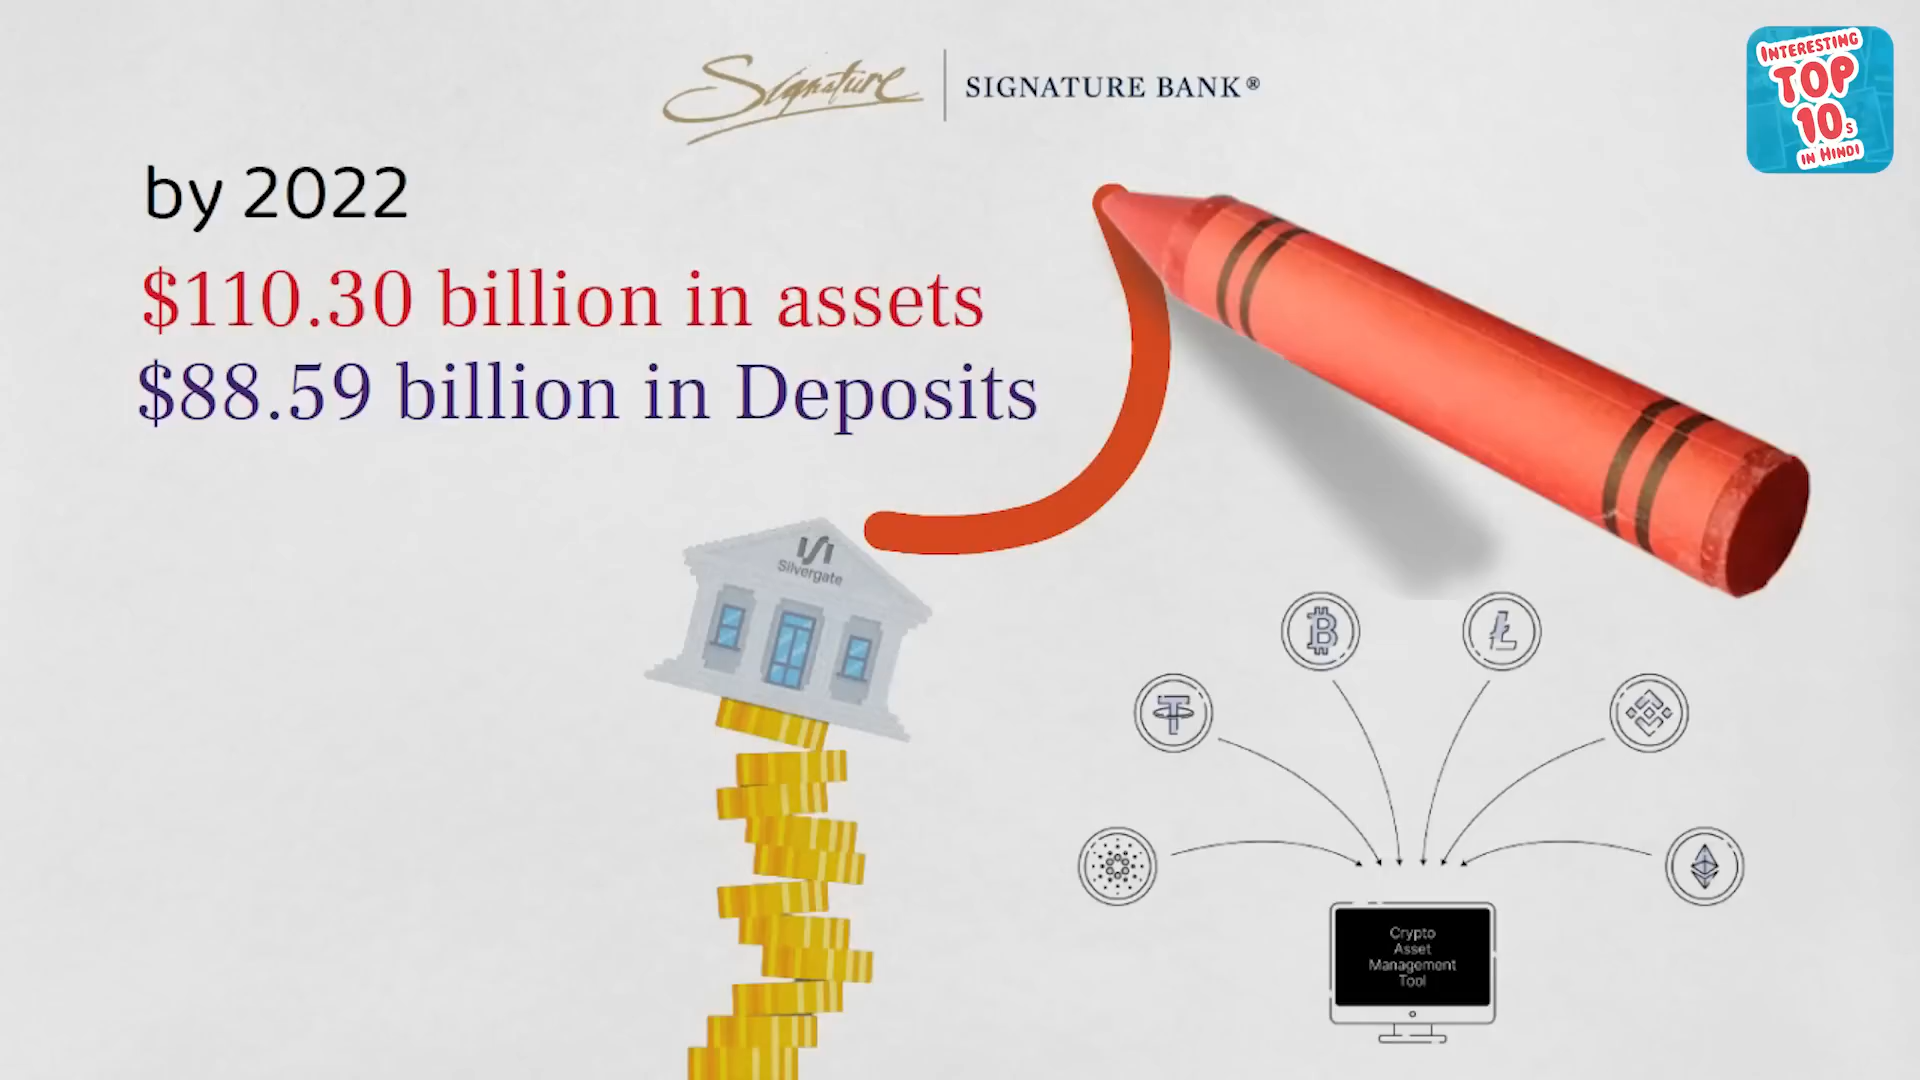 Signature
SIGNATURE BANK®
INTERESTING
TOP
10s
IN HINDI
by 2022
$110.30 billion in assets
$88.59 billion in Deposits
Silvergate
Crypto
Asset
Management
Tool